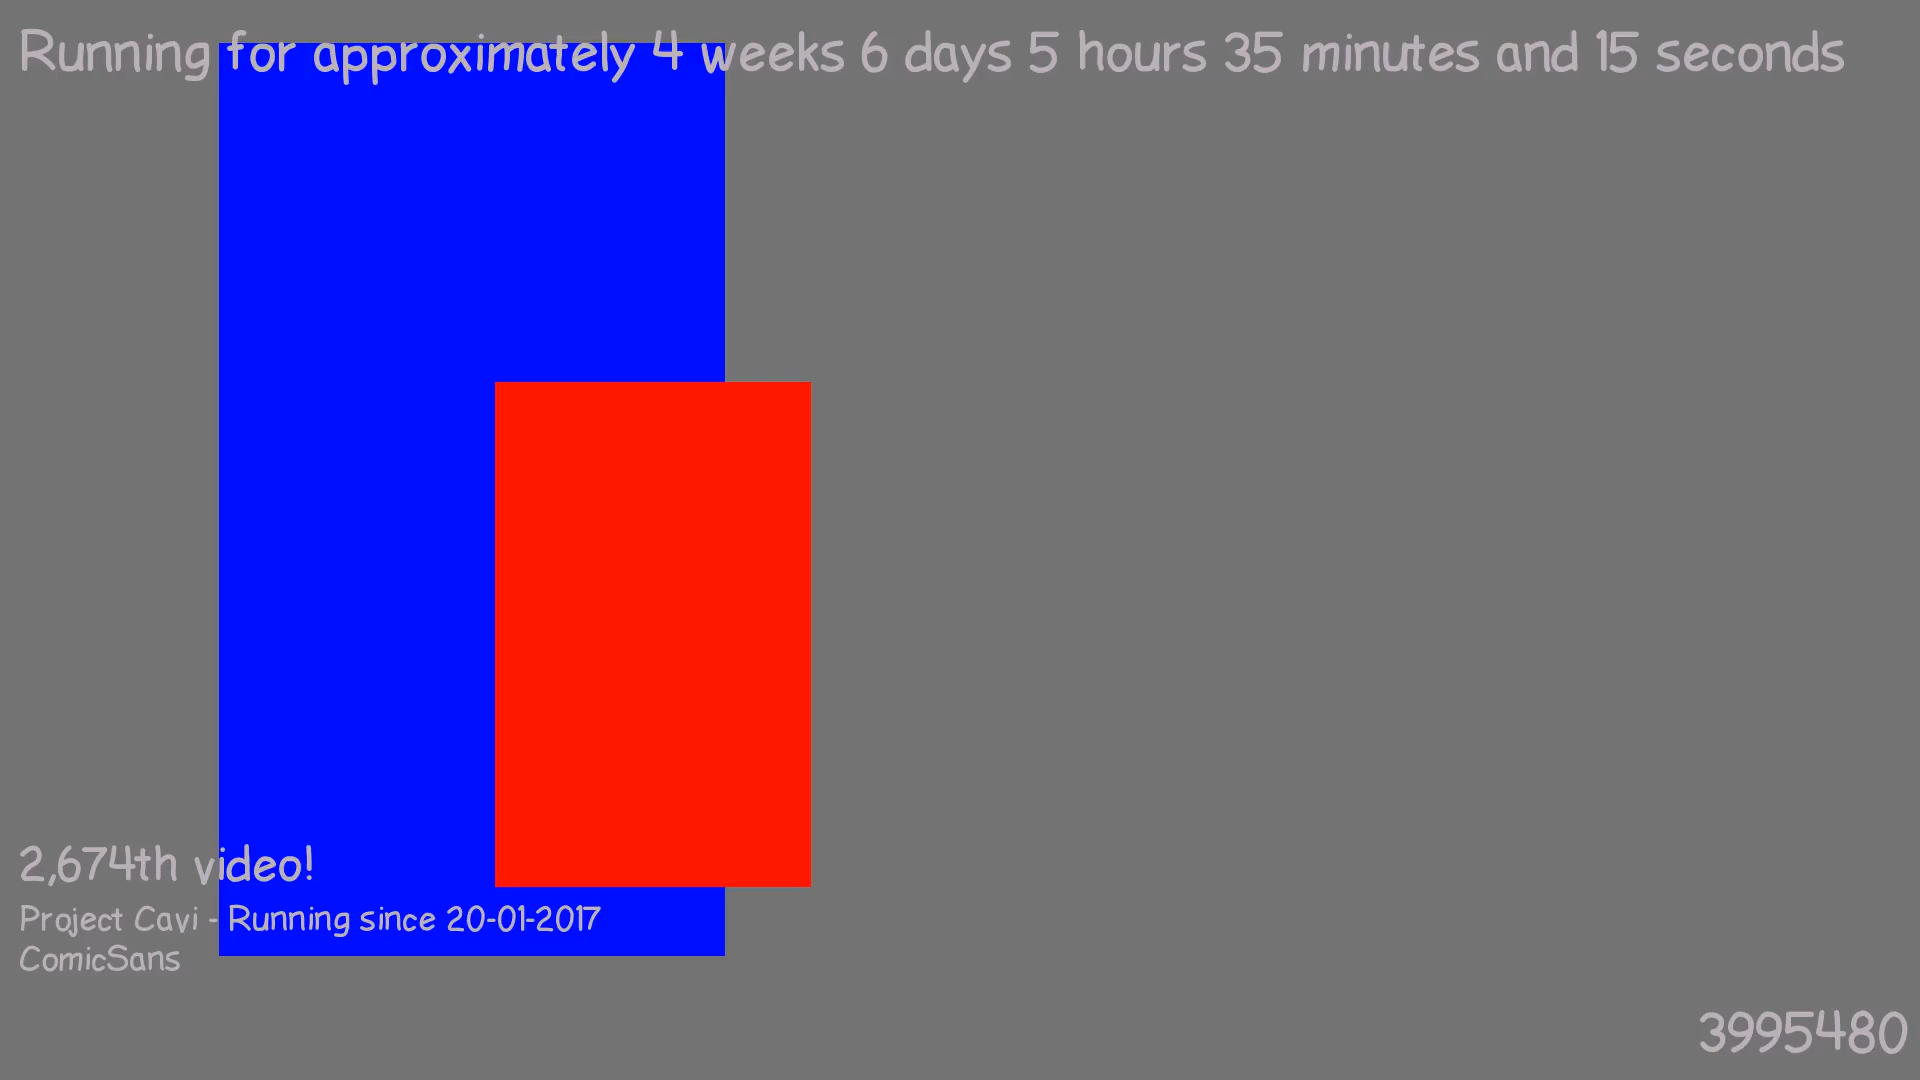 Running for approximately 4 weeks 6 days 5 hours 35 minutes and 15 seconds
2,674th video!
Project Cavi - Running since 20-01-2017
ComicSans
3995480